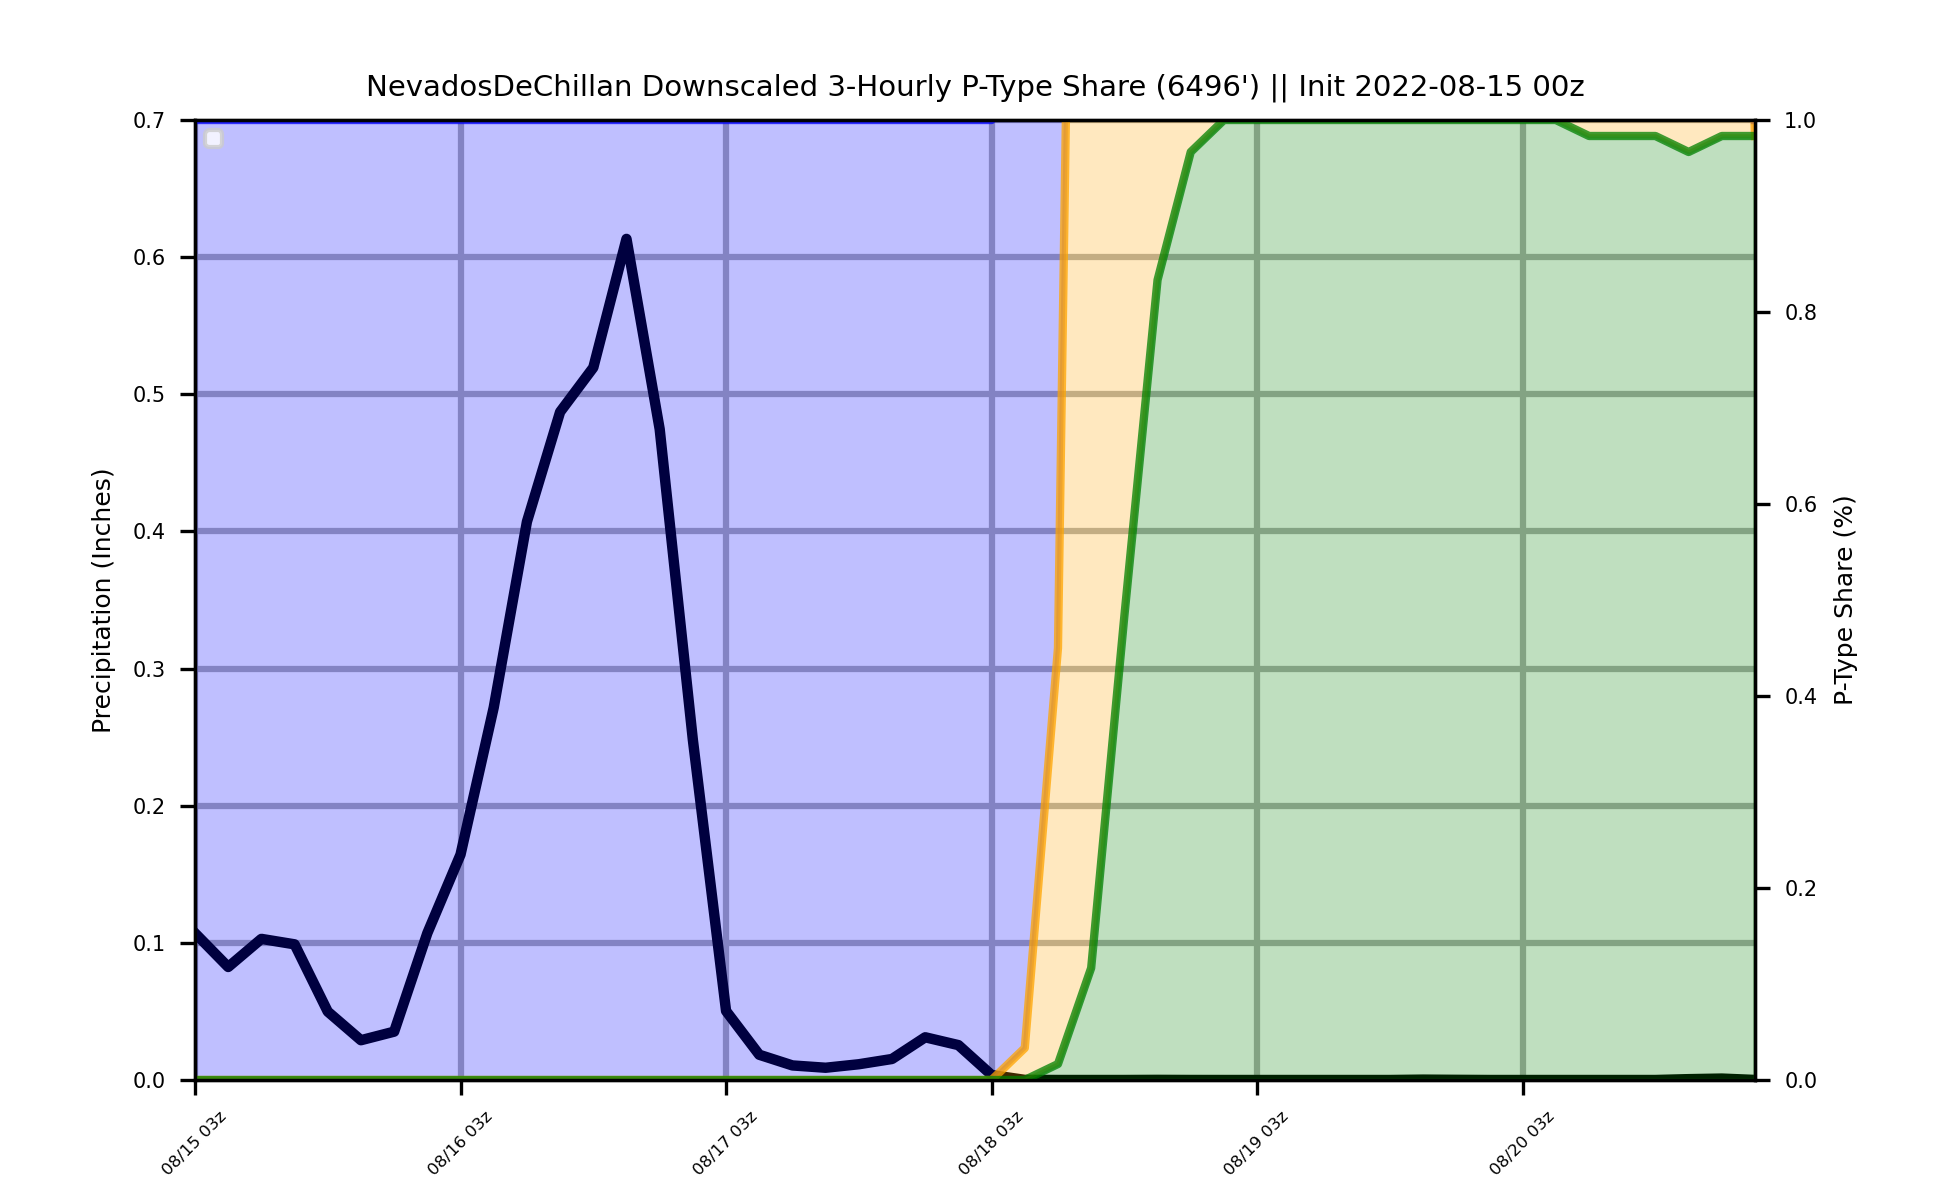 NevadosDeChillan Downscaled 3-Hourly P-Type Share (6496') || Init 2022-08-15 00z
0.7
0.6
0.5
0.4
0.3
0.2
0.1
0.0
Precipitation (Inches)
1.0
0.8
0.6
0.4
0.2
0.0
P-Type Share (%)
08/15 03z
08/16 03z
08/17 03z
08/18 03z
08/19 03z
08/20 03z